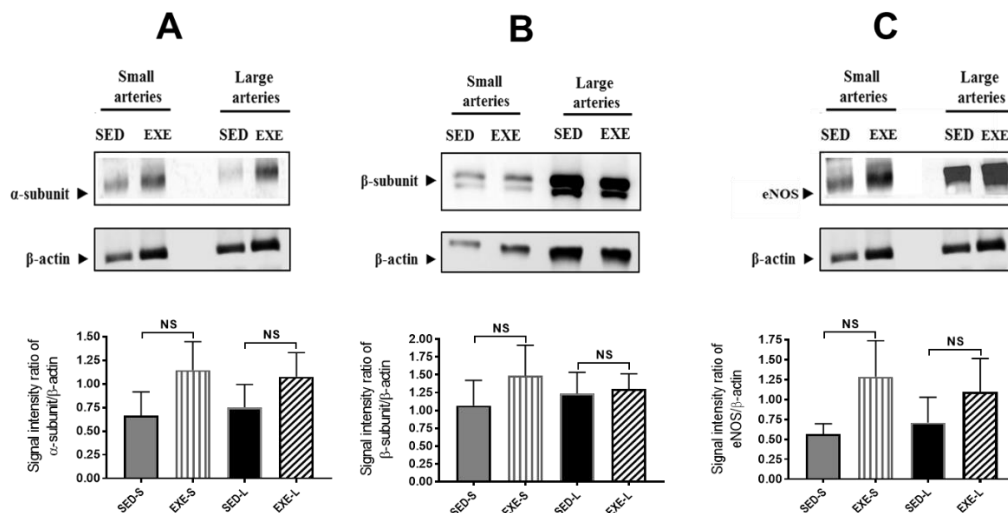 A
Small
arteries
Large
arteries
SED
EXE
SED
EXE
α-subunit
β-actin
Signal intensity ratio of
α-subunit/β-actin
1.50
1.25
1.00
0.75
0.50
0.25
0.00
NS
NS
SED-S
EXE-S
SED-L
EXE-L
B
Small
arteries
Large
arteries
SED
EXE
SED
EXE
β-subunit
β-actin
Signal intensity ratio of
β-subunit/β-actin
2.00
1.75
1.50
1.25
1.00
0.75
0.50
0.25
0.00
NS
NS
SED-S
EXE-S
SED-L
EXE-L
C
Small
arteries
Large
arteries
SED
EXE
SED
EXE
eNOS
β-actin
Signal intensity ratio of
eNOS/β-actin
1.75
1.50
1.25
1.00
0.75
0.50
0.25
0.00
NS
NS
SED-S
EXE-S
SED-L
EXE-L